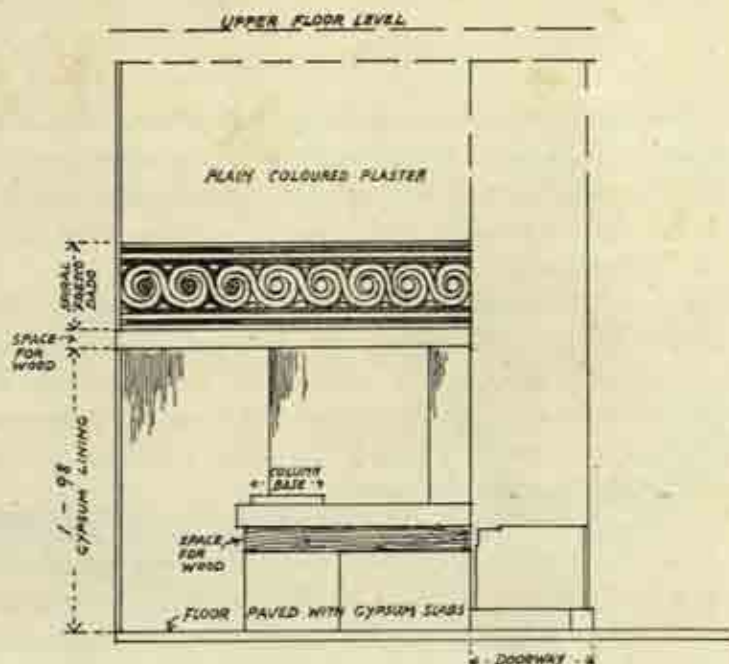 UPPER FLOOR LEVEL
PLAIN COLOURED PLASTER
SPIRAL
FRESCO
DADO
SPACE
FOR
WOOD
1 - 98
GYPSUM LINING
COLUMN
BASE
SPACE
FOR
WOOD
FLOOR PAVED WITH GYPSUM SLABS
DOORWAY